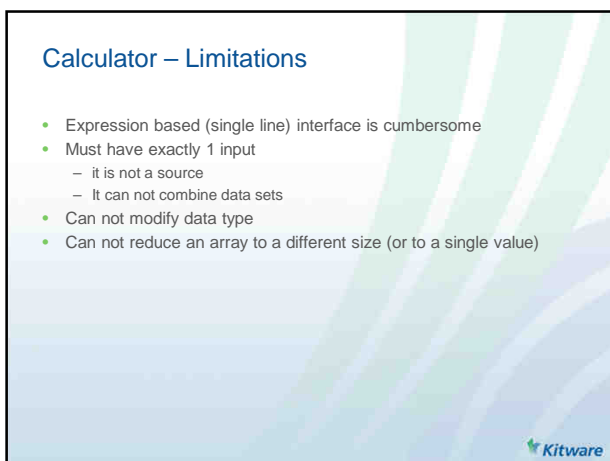 Calculator – Limitations
• Expression based (single line) interface is cumbersome
• Must have exactly 1 input
– it is not a source
– It can not combine data sets
• Can not modify data type
• Can not reduce an array to a different size (or to a single value)
Kitware